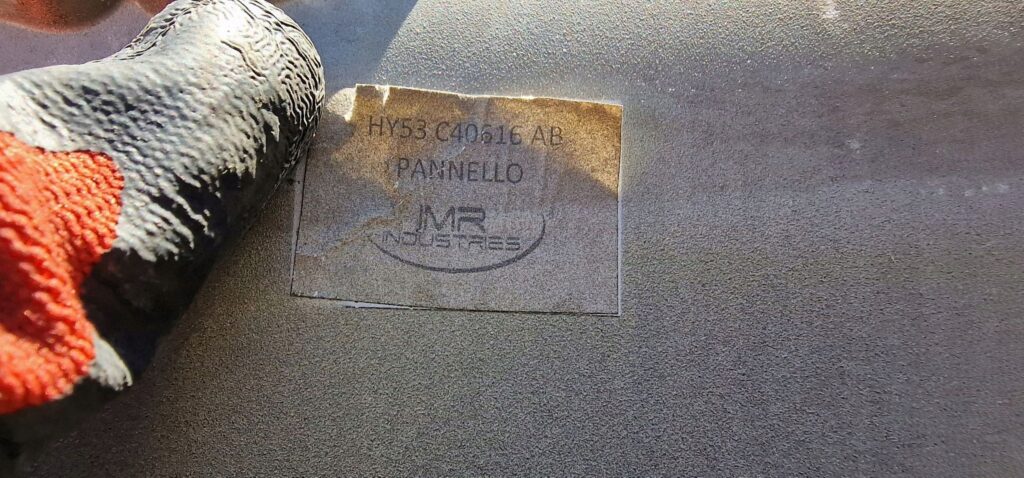 HY53 C40616 AB
PANNELLO
JMR
INDUSTRIES